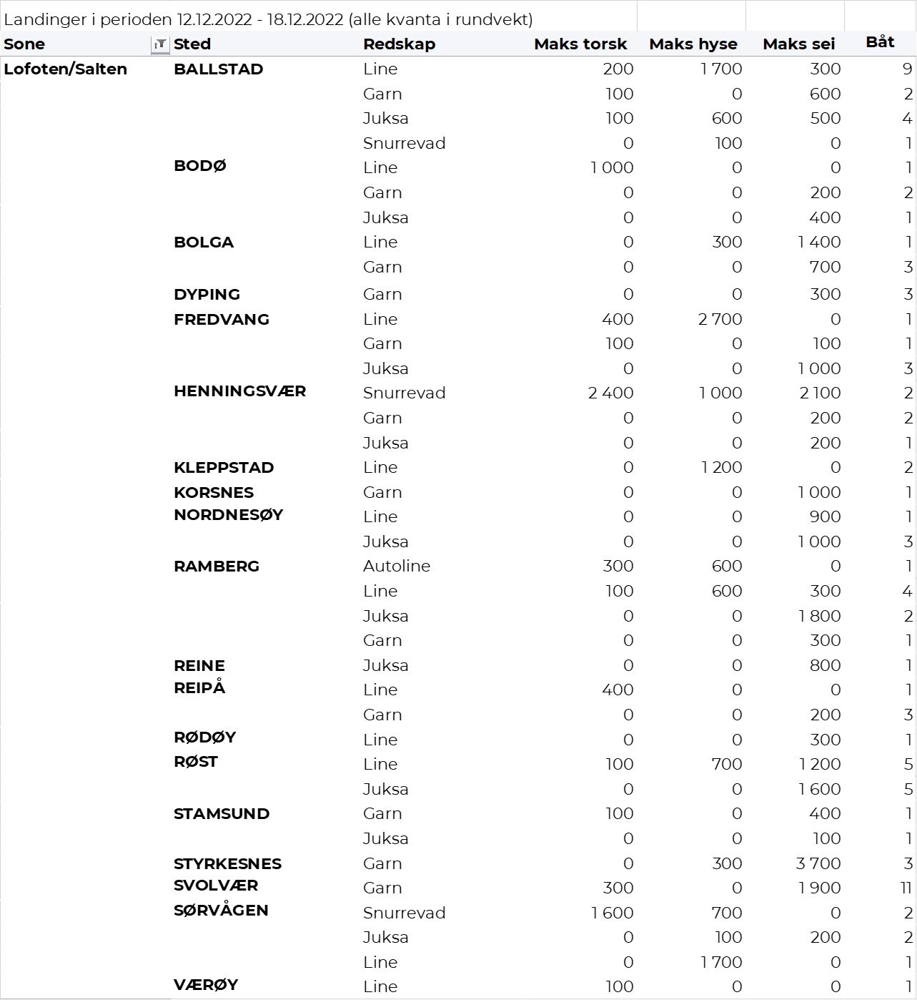 Landinger i perioden 12.12.2022 - 18.12.2022 (alle kvanta i rundvekt)
Sone Sted Redskap Maks torsk Maks hyse Maks sei Båt
Lofoten/Salten BALLSTAD Line 200 1 700 300 9
Garn 100 0 600 2
Juksa 100 600 500 4
Snurrevad 0 100 0 1
BODØ Line 1 000 0 0 1
Garn 0 0 200 2
Juksa 0 0 400 1
BOLGA Line 0 300 1 400 1
Garn 0 0 700 3
DYPING Garn 0 0 300 3
FREDVANG Line 400 2 700 0 1
Garn 100 0 100 1
Juksa 0 0 1 000 3
HENNINGSVÆR Snurrevad 2 400 1 000 2 100 2
Garn 0 0 200 2
Juksa 0 0 200 1
KLEPPSTAD Line 0 1 200 0 2
KORSNES Garn 0 0 1 000 1
NORDNESØY Line 0 0 900 1
Juksa 0 0 1 000 3
RAMBERG Autoline 300 600 0 1
Line 100 600 300 4
Juksa 0 0 1 800 2
Garn 0 0 300 1
REINE Juksa 0 0 800 1
REIPÅ Line 400 0 0 1
Garn 0 0 200 3
RØDØY Line 0 0 300 1
RØST Line 100 700 1 200 5
Juksa 0 0 1 600 5
STAMSUND Garn 100 0 400 1
Juksa 0 0 100 1
STYRKESNES Garn 0 300 3 700 3
SVOLVÆR Garn 300 0 1 900 11
SØRVÅGEN Snurrevad 1 600 700 0 2
Juksa 0 100 200 2
Line 0 1 700 0 1
VÆRØY Line 100 0 0 1